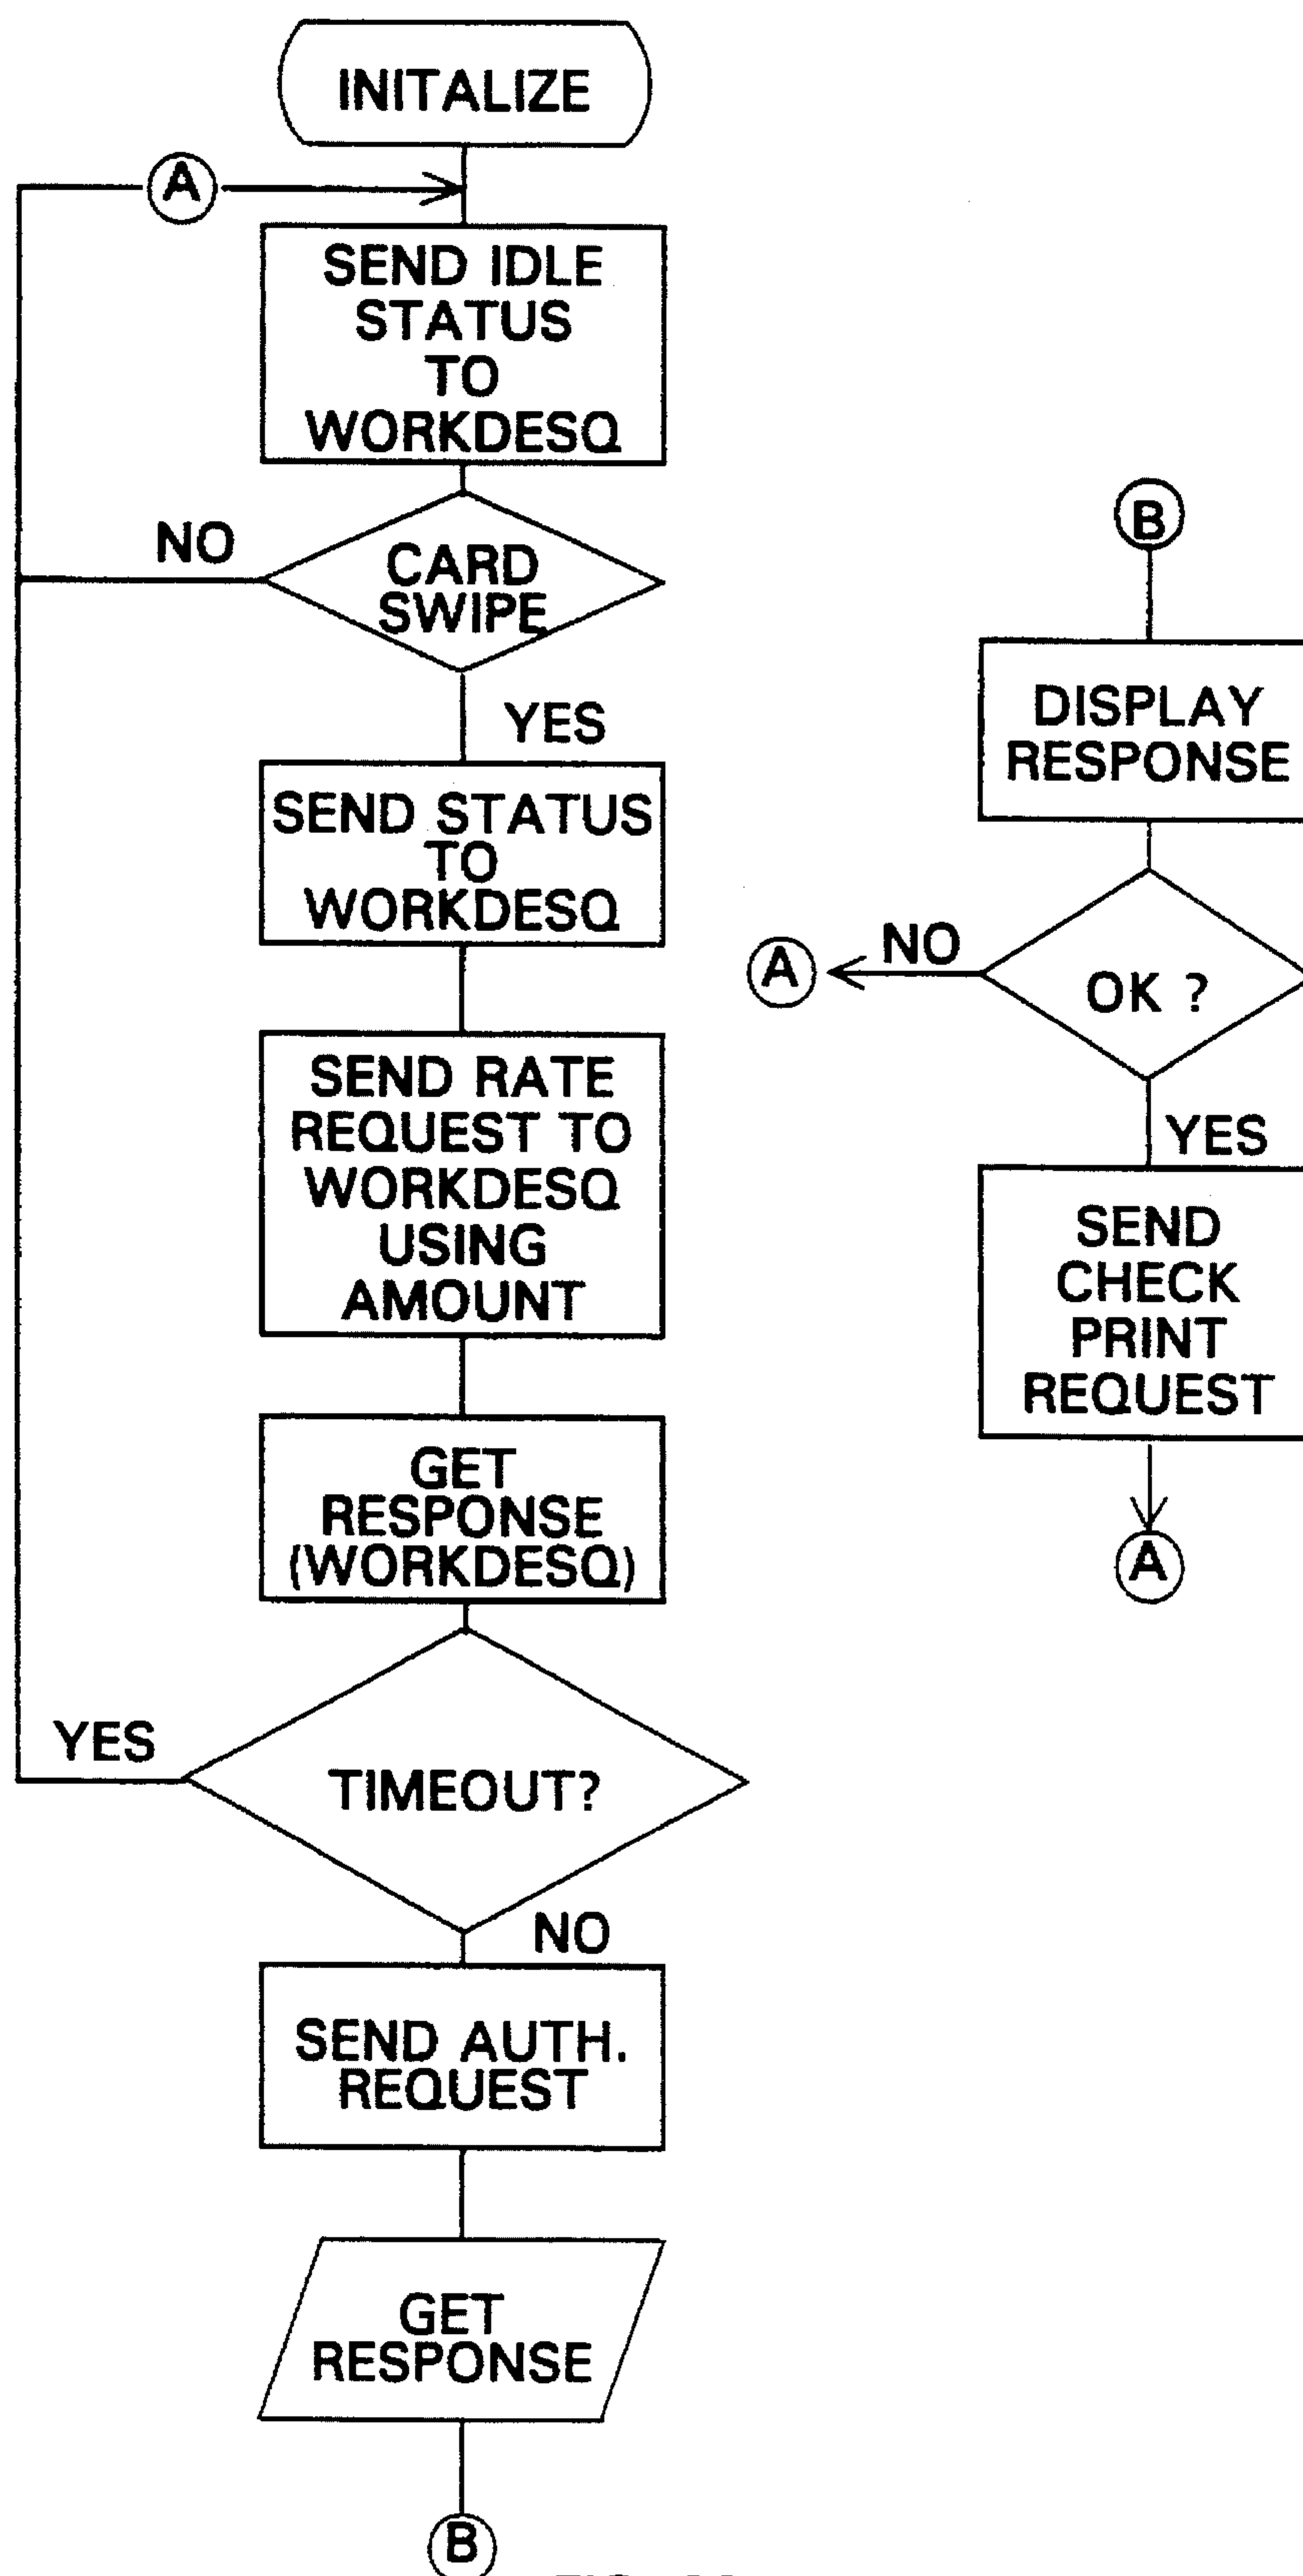 INITALIZE
A
SEND IDLE
STATUS
TO
WORKDESQ
NO
CARD
SWIPE
YES
SEND STATUS
TO
WORKDESQ
SEND RATE
REQUEST TO
WORKDESQ
USING
AMOUNT
GET
RESPONSE
(WORKDESQ)
YES
TIMEOUT?
NO
SEND AUTH.
REQUEST
GET
RESPONSE
B
B
DISPLAY
RESPONSE
A
NO
OK ?
YES
SEND
CHECK
PRINT
REQUEST
A